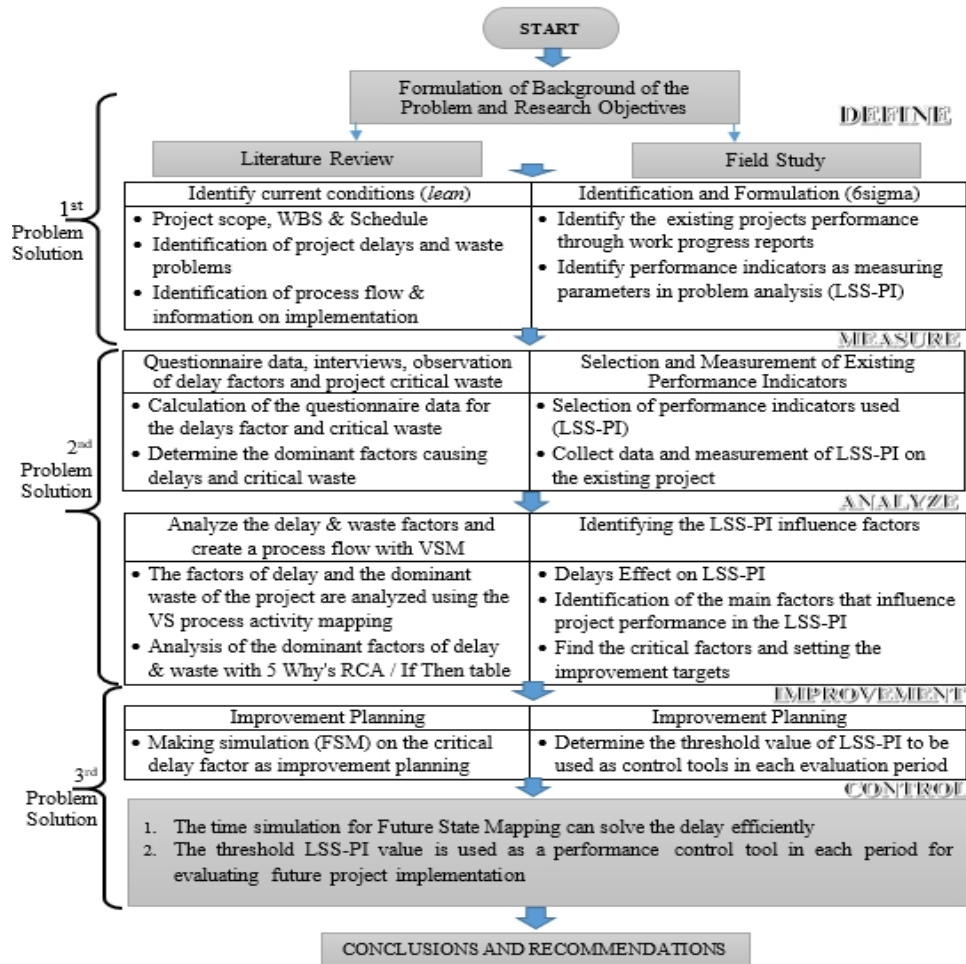 START
Formulation of Background of the
Problem and Research Objectives
DEFINE
Literature Review
Field Study
1st
Problem
Solution
Identify current conditions (lean)
• Project scope, WBS & Schedule
• Identification of project delays and waste
problems
• Identification of process flow &
information on implementation
Identification and Formulation (6sigma)
• Identify the existing projects performance
through work progress reports
• Identify performance indicators as measuring
parameters in problem analysis (LSS-PI)
MEASURE
2nd
Problem
Solution
Questionnaire data, interviews, observation
of delay factors and project critical waste
• Calculation of the questionnaire data for
the delays factor and critical waste
• Determine the dominant factors causing
delays and critical waste
Selection and Measurement of Existing
Performance Indicators
• Selection of performance indicators used
(LSS-PI)
• Collect data and measurement of LSS-PI on
the existing project
ANALYZE
Analyze the delay & waste factors and
create a process flow with VSM
• The factors of delay and the dominant
waste of the project are analyzed using the
VS process activity mapping
• Analysis of the dominant factors of delay
& waste with 5 Why's RCA / If Then table
Identifying the LSS-PI influence factors
• Delays Effect on LSS-PI
• Identification of the main factors that influence
project performance in the LSS-PI
• Find the critical factors and setting the
improvement targets
IMPROVEMENT
3rd
Problem
Solution
Improvement Planning
• Making simulation (FSM) on the critical
delay factor as improvement planning
Improvement Planning
• Determine the threshold value of LSS-PI to be
used as control tools in each evaluation period
CONTROL
1. The time simulation for Future State Mapping can solve the delay efficiently
2. The threshold LSS-PI value is used as a performance control tool in each period for
evaluating future project implementation
CONCLUSIONS AND RECOMMENDATIONS